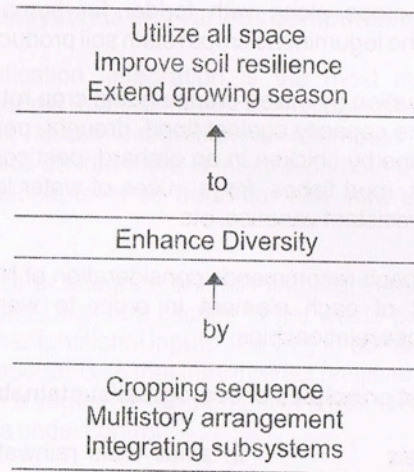 Utilize all space
Improve soil resilience
Extend growing season
to
Enhance Diversity
by
Cropping sequence
Multistory arrangement
Integrating subsystems